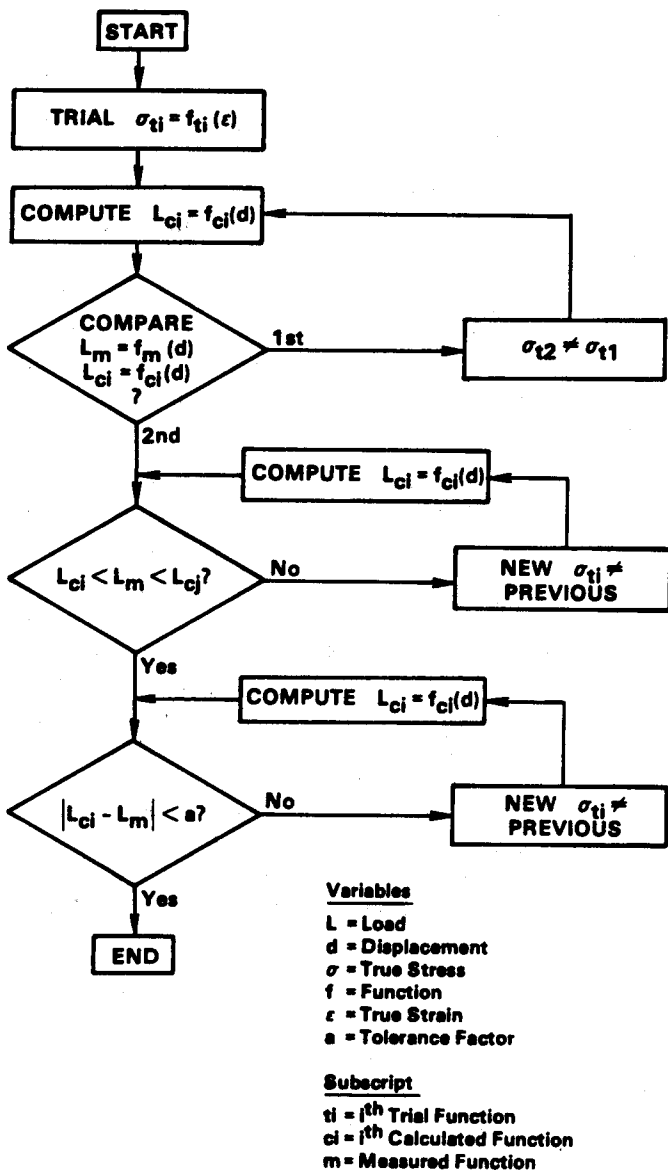 START
TRIAL σti = fti (ε)
COMPUTE Lci = fci(d)
COMPARE
Lm = fm (d)
Lci = fci(d)
?
1st
σt2 ≠ σt1
2nd
COMPUTE Lci = fci(d)
Lci < Lm < Lcj?
No
NEW σti ≠
PREVIOUS
Yes
COMPUTE Lci = fci(d)
|Lci - Lm| < a?
No
NEW σti ≠
PREVIOUS
Yes
END
Variables
L = Load
d = Displacement
σ = True Stress
f = Function
ε = True Strain
a = Tolerance Factor
Subscript
ti = ith Trial Function
ci = ith Calculated Function
m = Measured Function